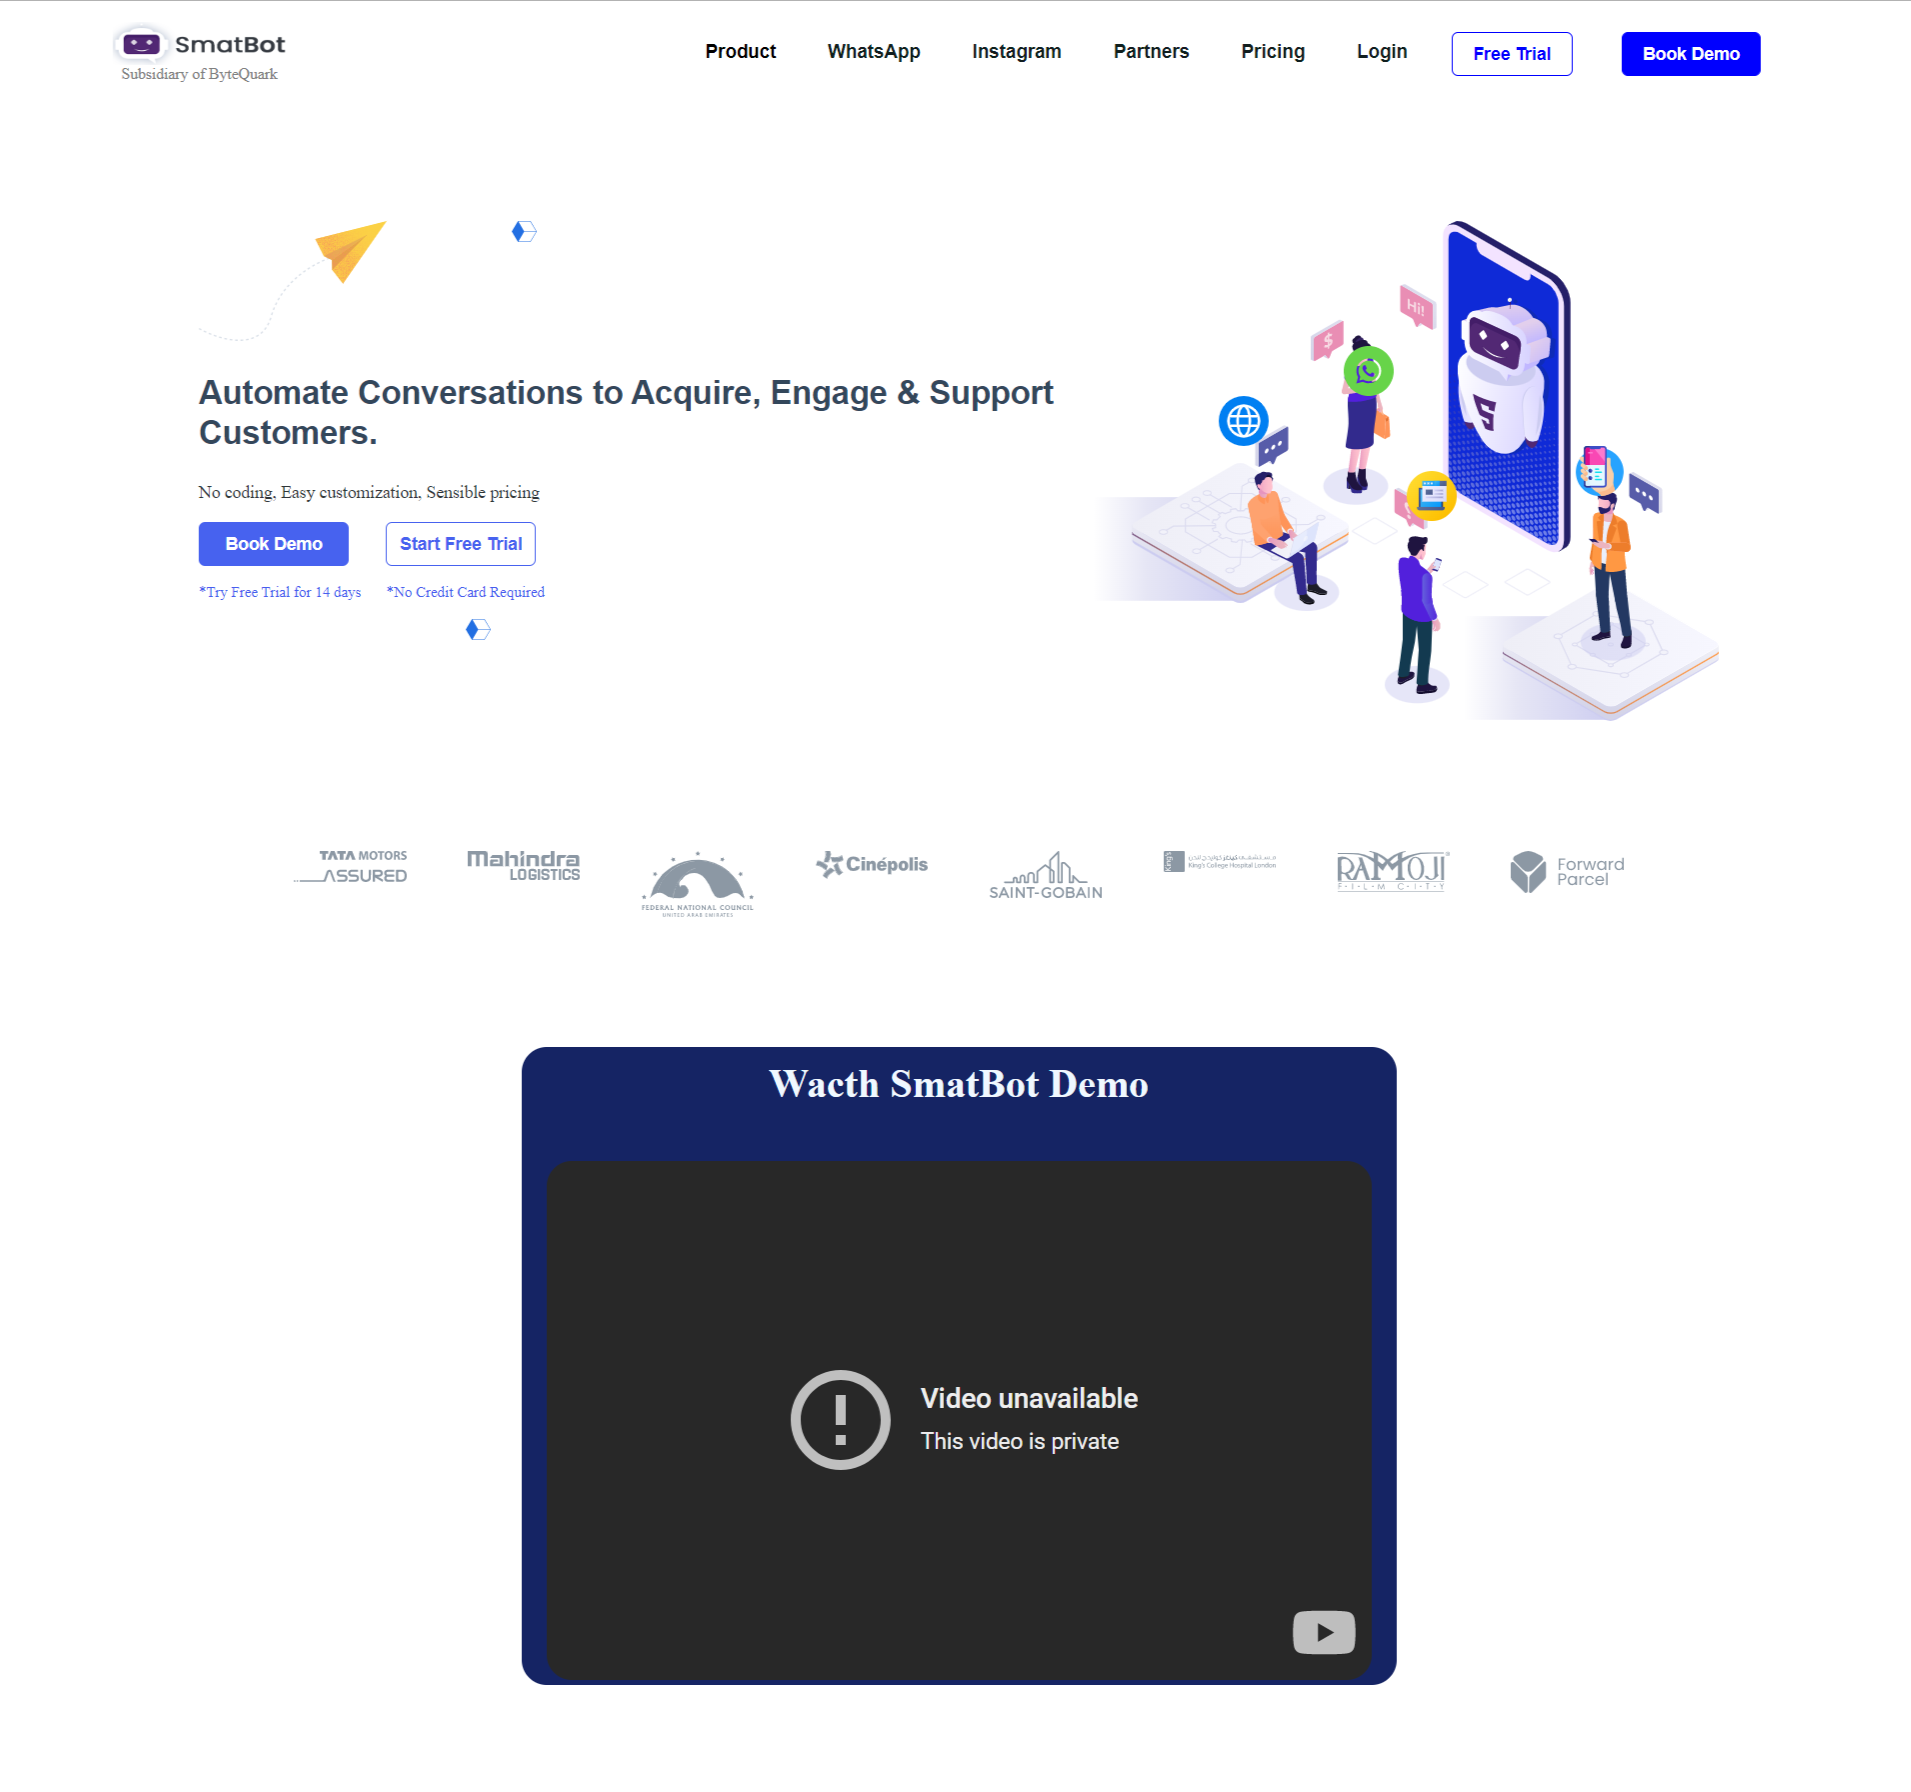 SmatBot
Subsidiary of ByteQuark
Product
WhatsApp
Instagram
Partners
Pricing
Login
Free Trial
Book Demo
Hi!
$
Automate Conversations to Acquire, Engage & Support
Customers.
No coding, Easy customization, Sensible pricing
Book Demo
Start Free Trial
*Try Free Trial for 14 days
*No Credit Card Required
TATA MOTORS
ASSURED
Mahindra
LOGISTICS
FEDERAL NATIONAL COUNCIL
UNITED ARAB EMIRATES
Cinépolis
SAINT-GOBAIN
King's
King's College Hospital London
RAMOJI
FILM CITY
Forward
Parcel
Wacth SmatBot Demo
Video unavailable
This video is private